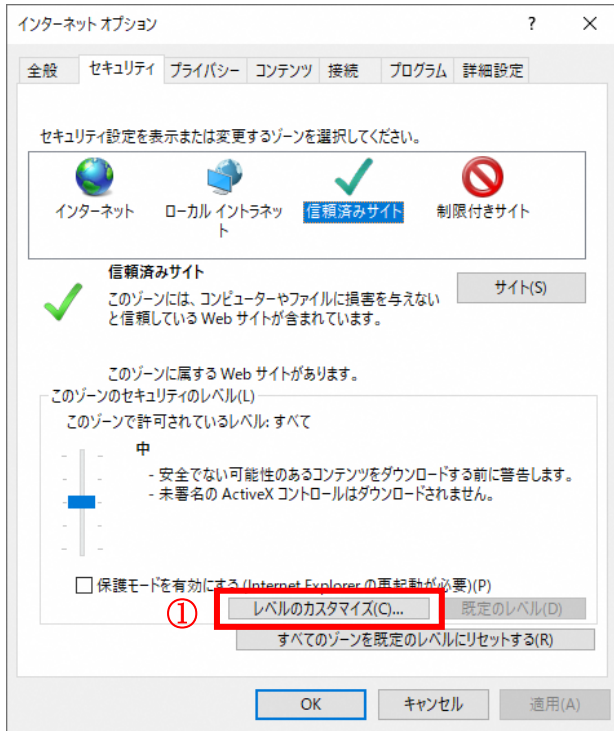 インターネット オプション ? ×
全般 セキュリティ プライバシー コンテンツ 接続 プログラム 詳細設定
セキュリティ設定を表示または変更するゾーンを選択してください。
インターネット ローカル イントラネッ 信頼済みサイト 制限付きサイト
ト
信頼済みサイト
サイト(S)
このゾーンには、コンピューターやファイルに損害を与えない
と信頼している Web サイトが含まれています。
このゾーンに属する Web サイトがあります。
このゾーンのセキュリティのレベル(L)
このゾーンで許可されているレベル: すべて
中
- 安全でない可能性のあるコンテンツをダウンロードする前に警告します。
- 未署名の ActiveX コントロールはダウンロードされません。
保護モードを有効にする (Internet Explorer の再起動が必要)(P)
① レベルのカスタマイズ(C)... 既定のレベル(D)
すべてのゾーンを既定のレベルにリセットする(R)
OK キャンセル 適用(A)